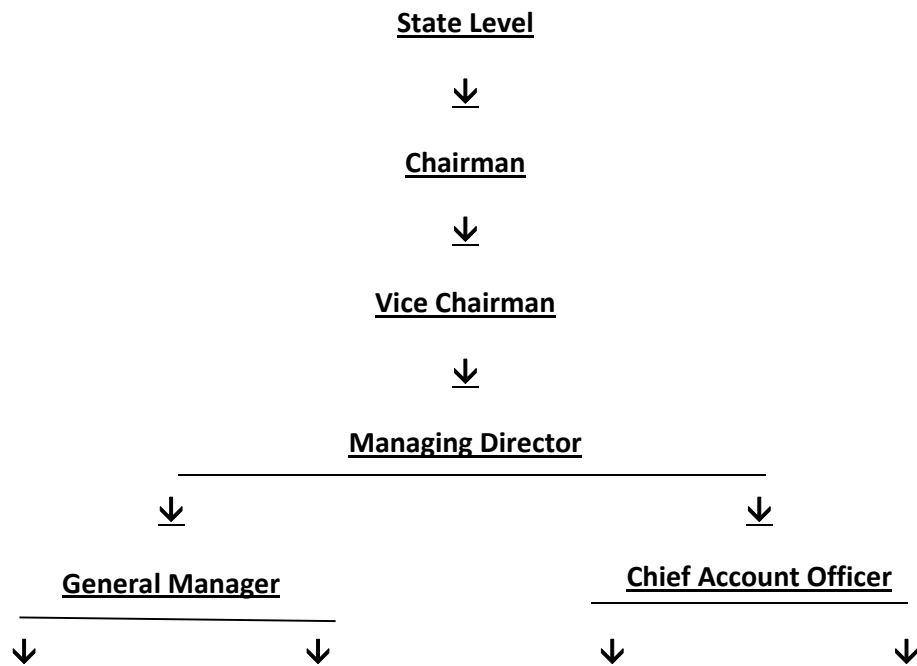 State Level
↓
Chairman
↓
Vice Chairman
↓
Managing Director
↓ ↓
General Manager Chief Account Officer
↓ ↓ ↓ ↓